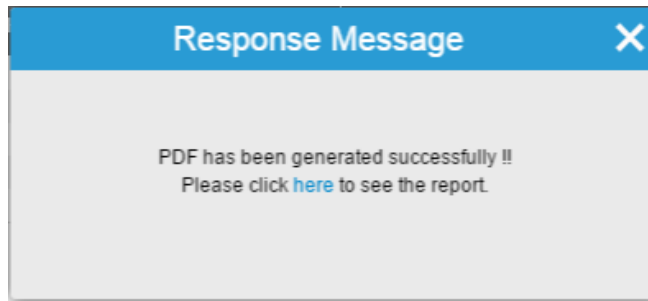 Response Message
PDF has been generated successfully !!
Please click here to see the report.